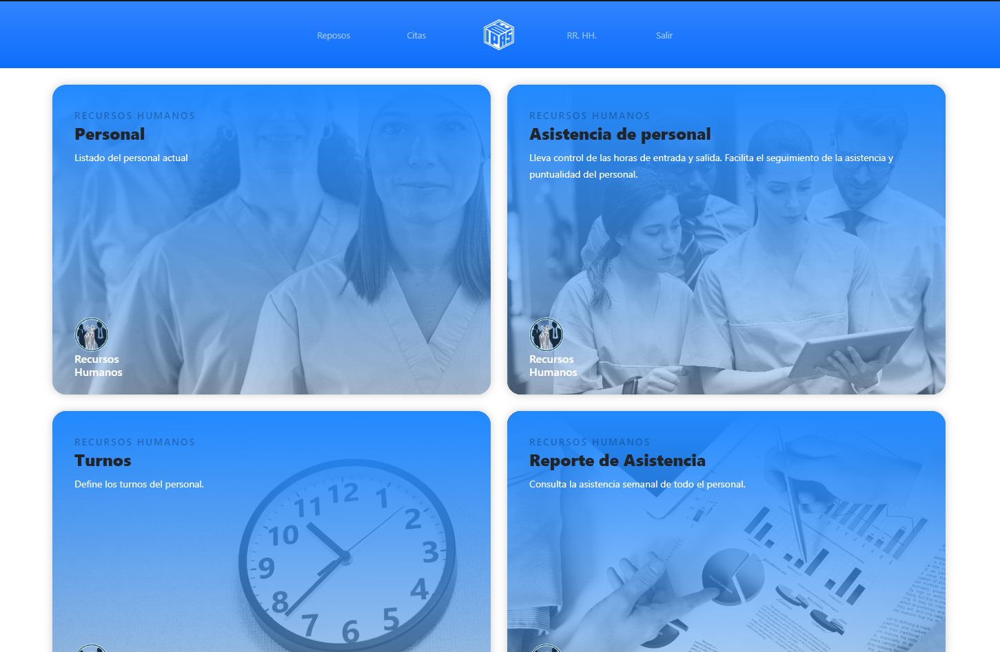 Reposos
Citas
IPAS
RR. HH.
Salir
RECURSOS HUMANOS
Personal
Listado del personal actual
Recursos
Humanos
RECURSOS HUMANOS
Asistencia de personal
Lleva control de las horas de entrada y salida. Facilita el seguimiento de la asistencia y
puntualidad del personal.
Recursos
Humanos
RECURSOS HUMANOS
Turnos
Define los turnos del personal.
12
1
2
3
4
5
6
7
8
9
10
11
RECURSOS HUMANOS
Reporte de Asistencia
Consulta la asistencia semanal de todo el personal.